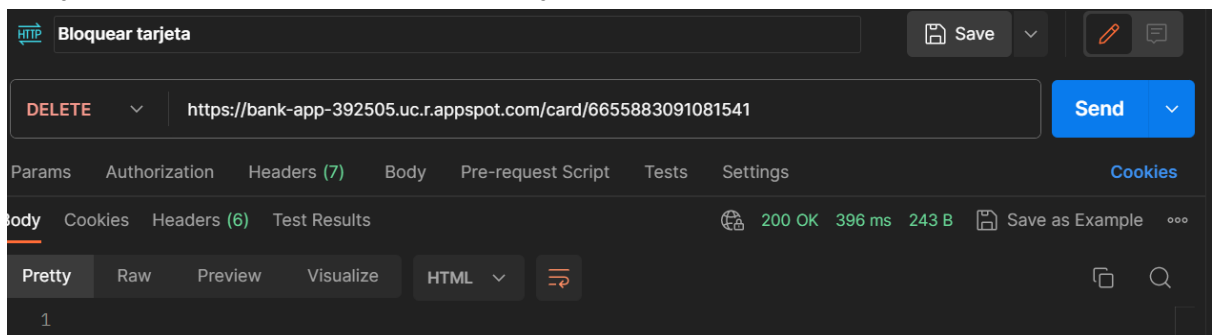 HTTP Bloquear tarjeta Save
DELETE https://bank-app-392505.uc.r.appspot.com/card/6655883091081541 Send
Params Authorization Headers (7) Body Pre-request Script Tests Settings Cookies
Body Cookies Headers (6) Test Results 200 OK 396 ms 243 B Save as Example
Pretty Raw Preview Visualize HTML
1